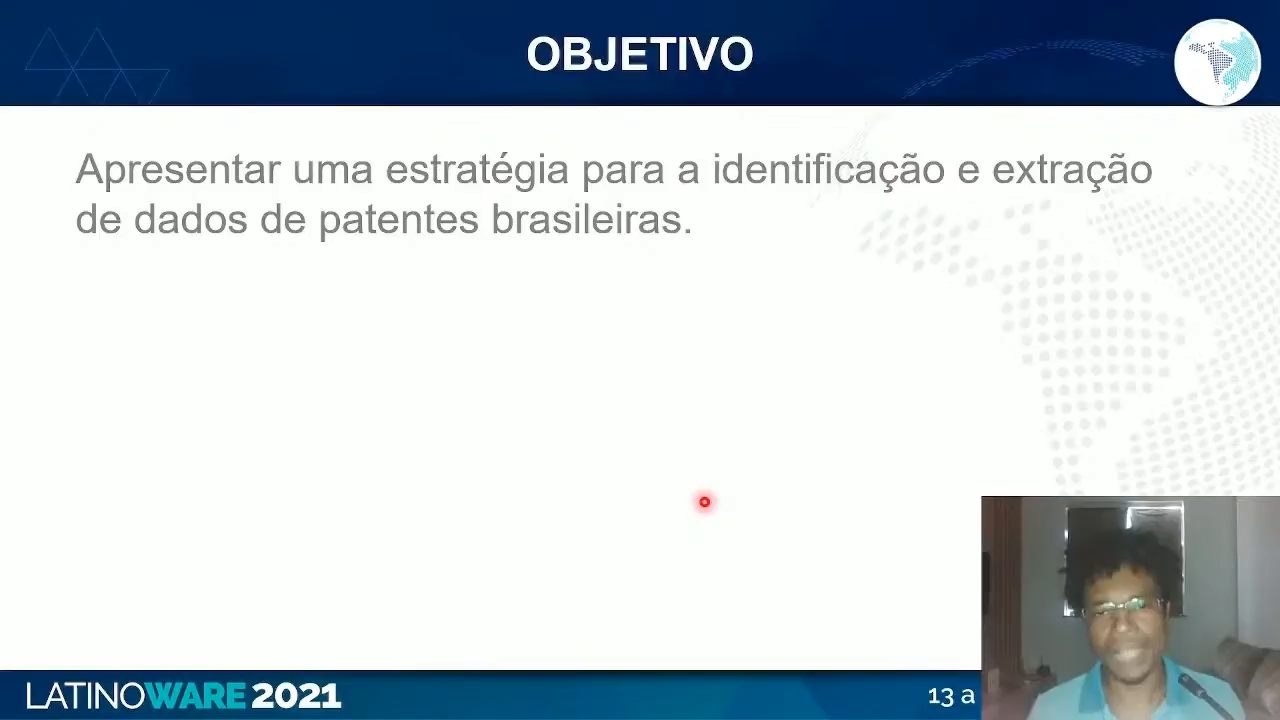 OBJETIVO
Apresentar uma estratégia para a identificação e extração
de dados de patentes brasileiras.
LATINOWARE 2021
13 a